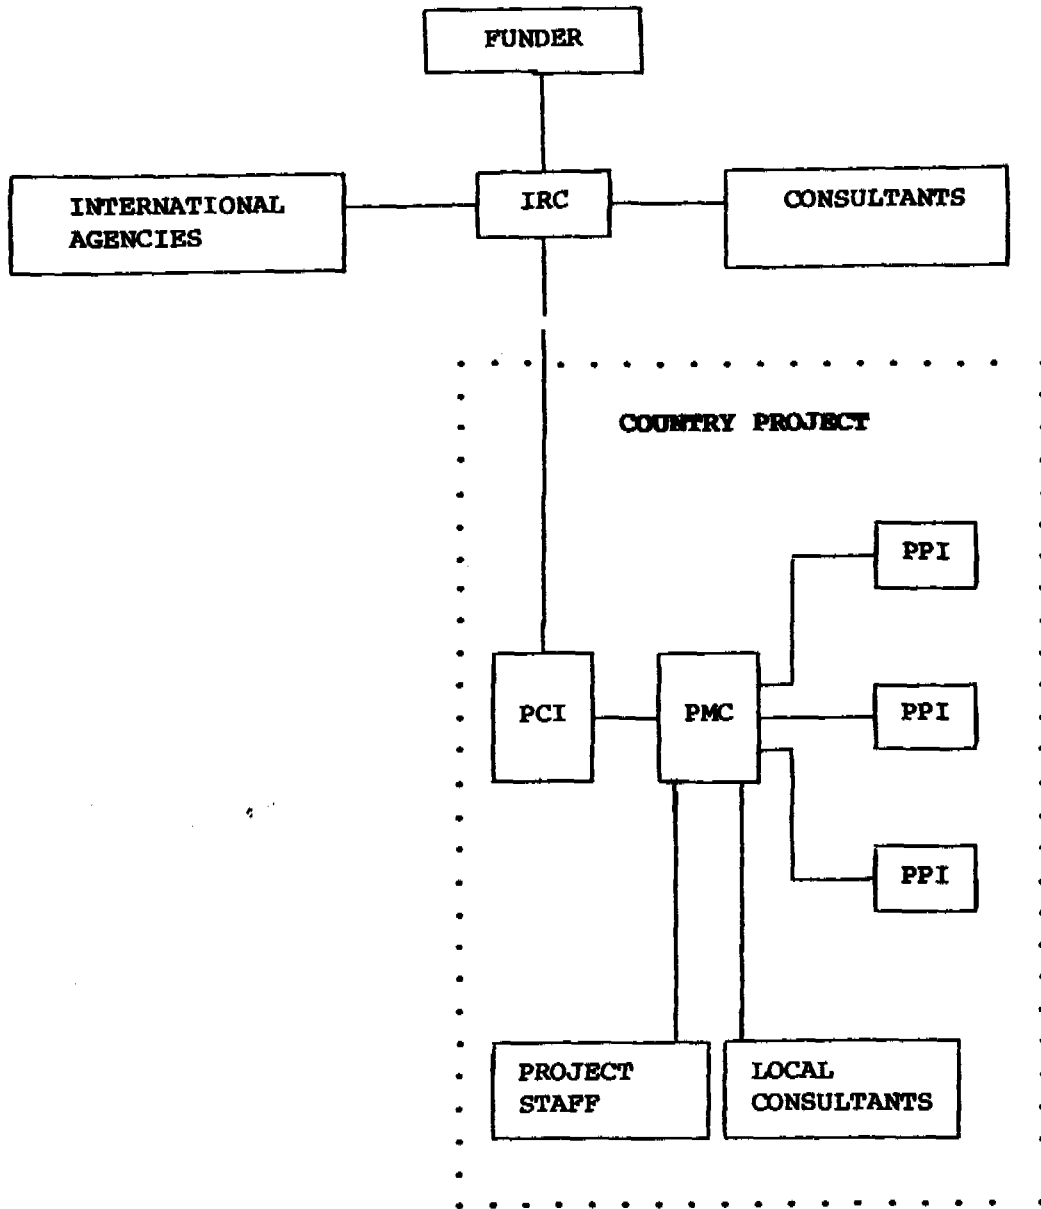 FUNDER
INTERNATIONAL
AGENCIES
IRC
CONSULTANTS
COUNTRY PROJECT
PPI
PCI
PMC
PPI
PPI
PROJECT
STAFF
LOCAL
CONSULTANTS